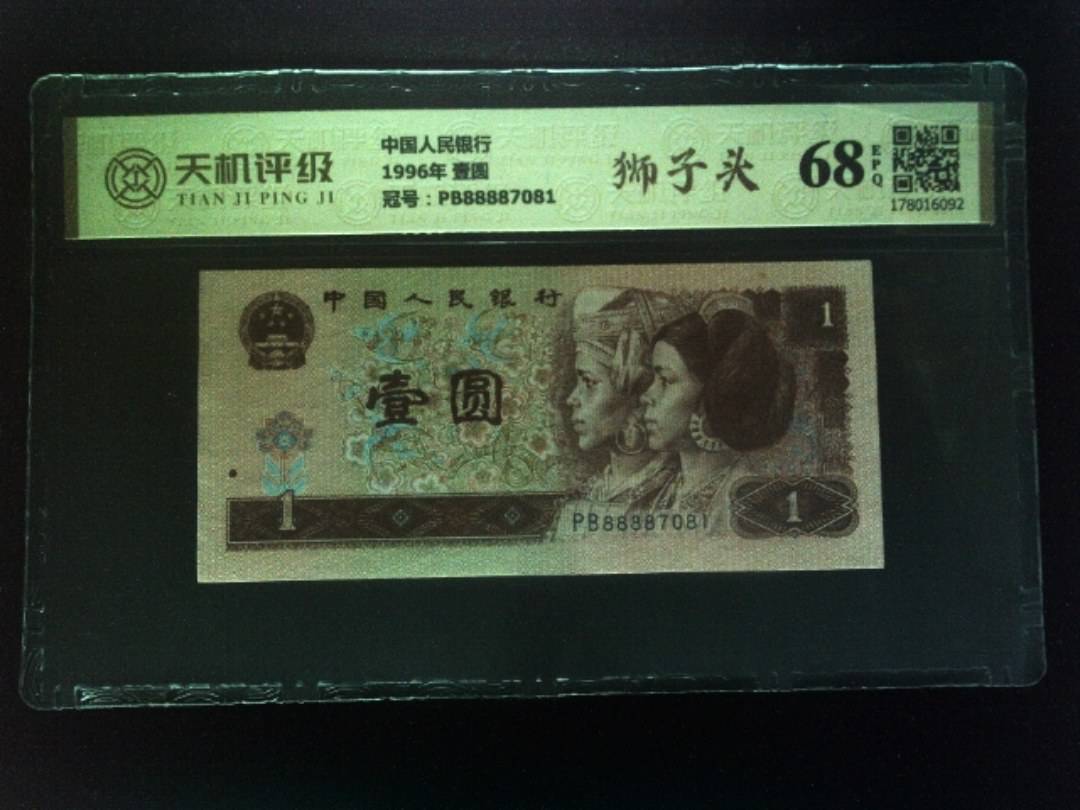 天机评级
TIAN JI PING JI
中国人民银行
1996年 壹圆
冠号：PB88887081
狮子头
68
EPQ
178016092
中国人民银行
1
壹圆
1
PB88887081
1